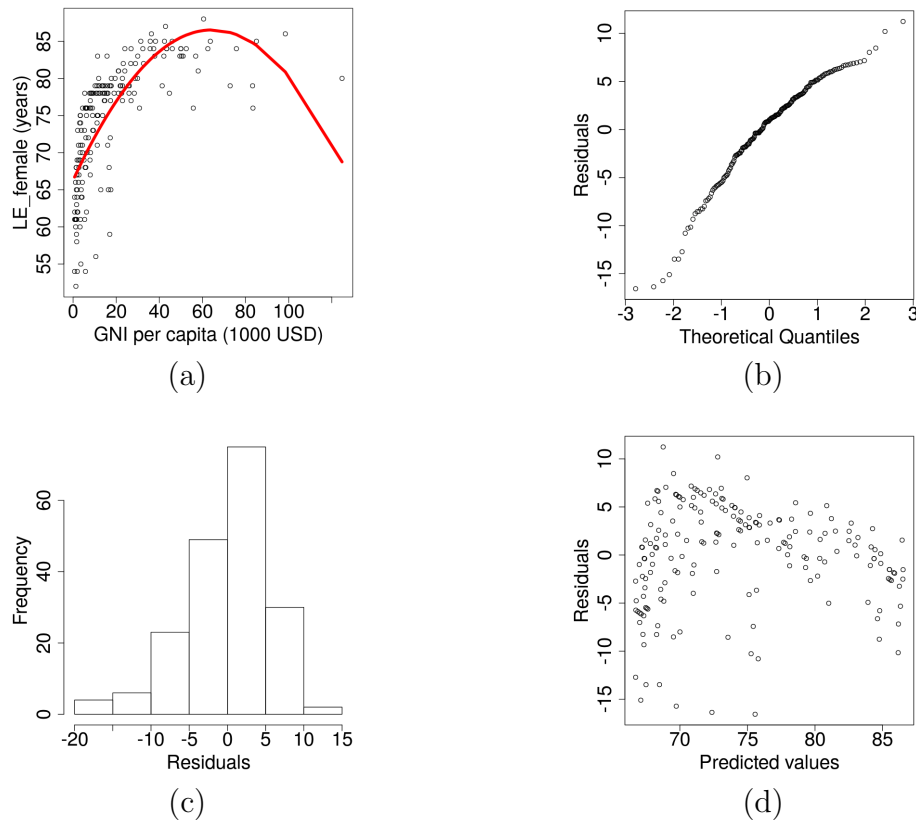 LE_female (years)
85
80
75
70
65
60
55
0 20 40 60 80 100
GNI per capita (1000 USD)
(a)
Residuals
10
5
0
-5
-10
-15
-3 -2 -1 0 1 2 3
Theoretical Quantiles
(b)
Frequency
60
40
20
0
-20 -10 -5 0 5 10 15
Residuals
(c)
Residuals
10
5
0
-5
-10
-15
70 75 80 85
Predicted values
(d)